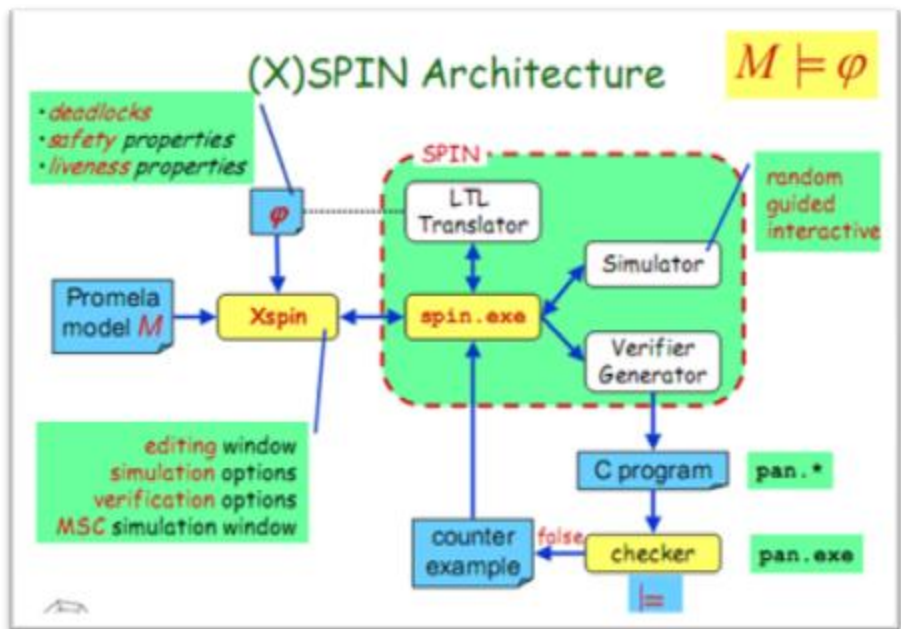 (X)SPIN Architecture
M ⊨ φ
•deadlocks
•safety properties
•liveness properties
SPIN
φ
LTL
Translator
random
guided
interactive
Simulator
Promela
model M
Xspin
spin.exe
Verifier
Generator
editing window
simulation options
verification options
MSC simulation window
C program
pan.*
counter
example
false
checker
pan.exe
⊨